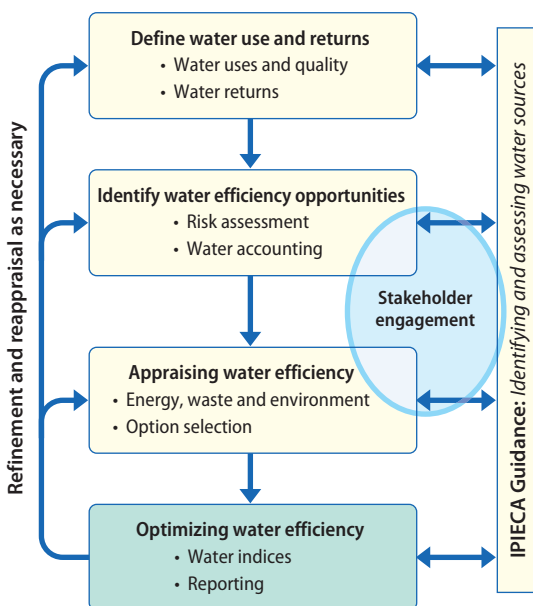 Define water use and returns
• Water uses and quality
• Water returns
Identify water efficiency opportunities
• Risk assessment
• Water accounting
Stakeholder
engagement
Appraising water efficiency
• Energy, waste and environment
• Option selection
Optimizing water efficiency
• Water indices
• Reporting
Refinement and reappraisal as necessary
IPIECA Guidance: Identifying and assessing water sources